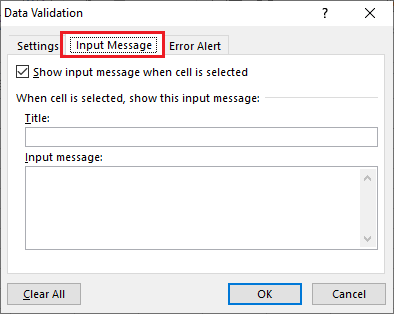 Data Validation ?
Settings Input Message Error Alert
Show input message when cell is selected
When cell is selected, show this input message:
Title:
Input message:
Clear All OK Cancel